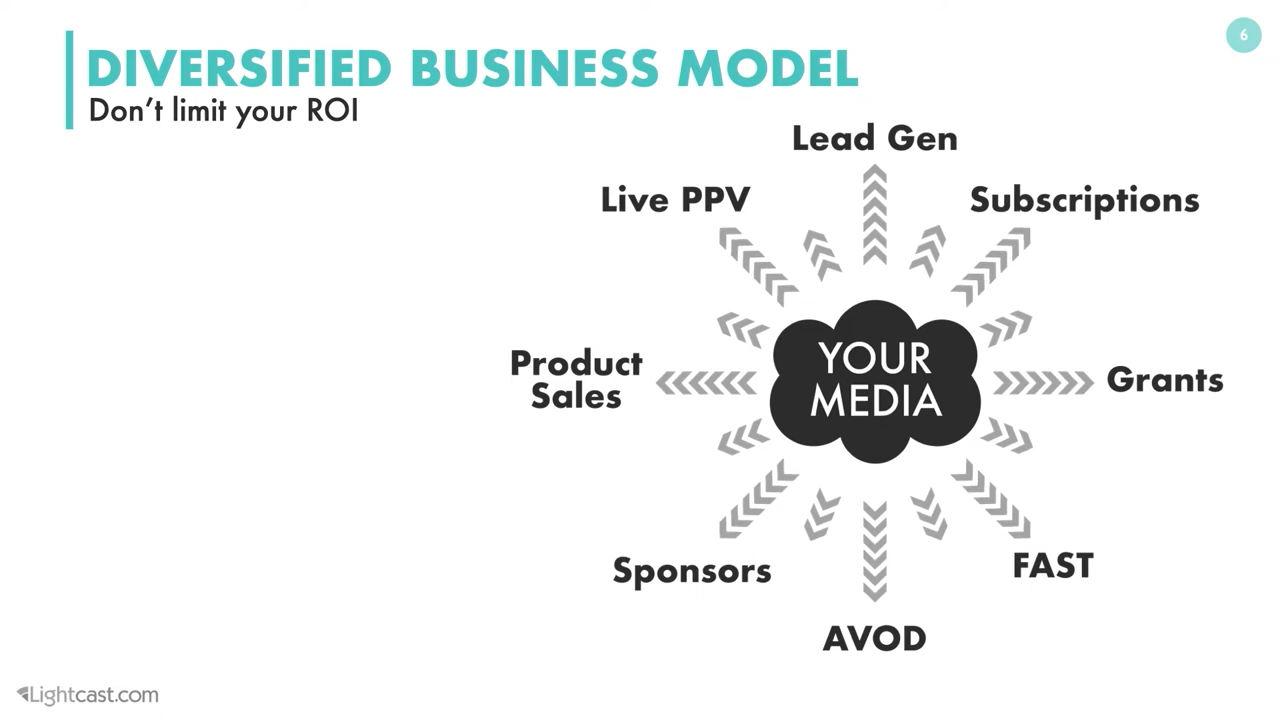 6
DIVERSIFIED BUSINESS MODEL
Don't limit your ROI
Lead Gen
Live PPV
Subscriptions
YOUR
MEDIA
Product
Sales
Grants
Sponsors
FAST
AVOD
Lightcast.com